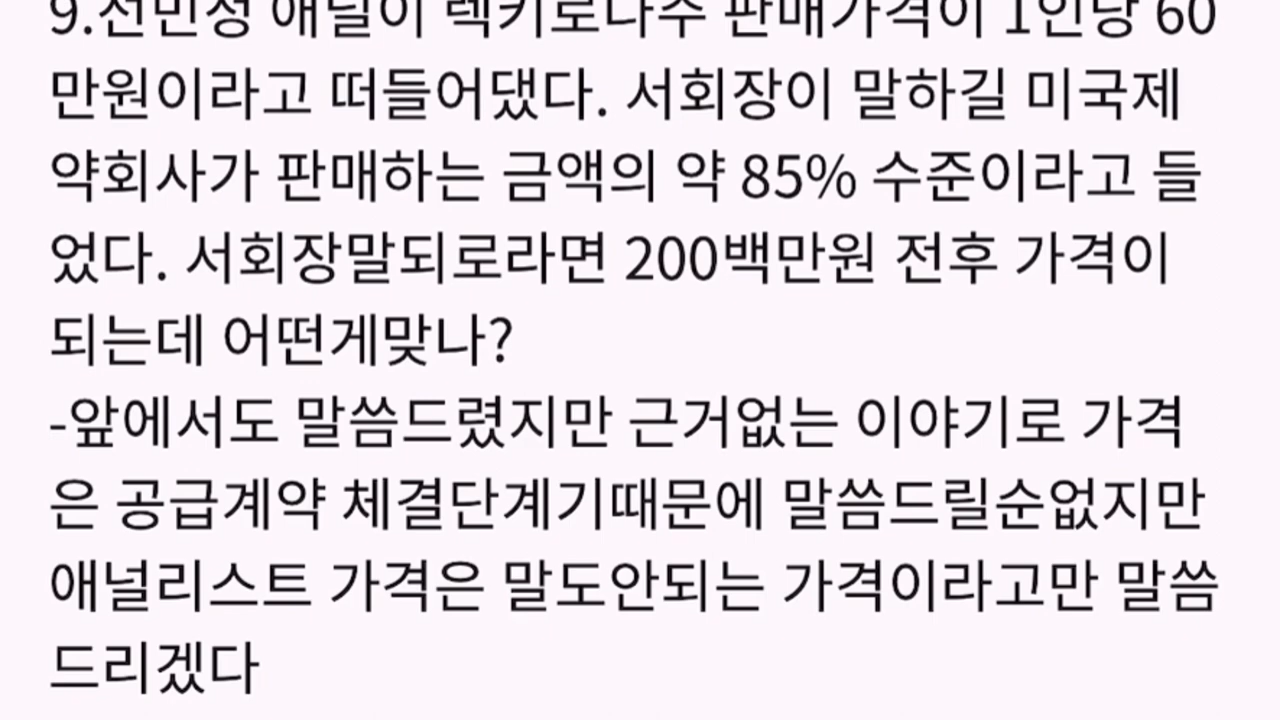 9.선민정 애널이 렉키로나주 판매가격이 1인당 60
만원이라고 떠들어댔다. 서회장이 말하길 미국제
약회사가 판매하는 금액의 약 85% 수준이라고 들
었다. 서회장말되로라면 200백만원 전후 가격이
되는데 어떤게맞나?
-앞에서도 말씀드렸지만 근거없는 이야기로 가격
은 공급계약 체결단계기때문에 말씀드릴순없지만
애널리스트 가격은 말도안되는 가격이라고만 말씀
드리겠다